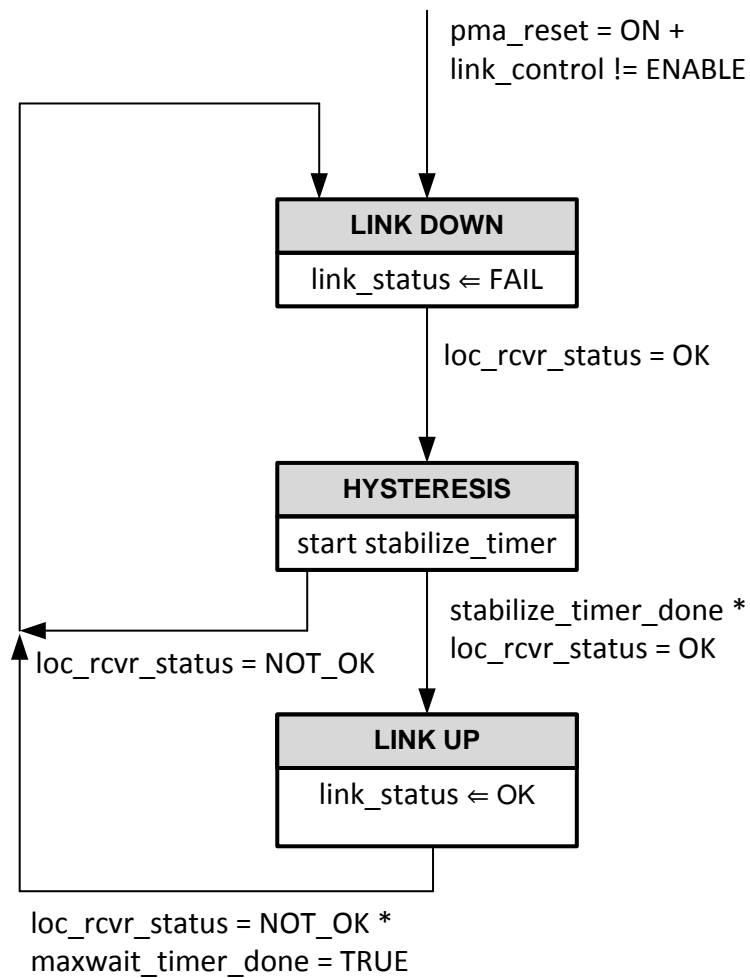 pma_reset = ON +
link_control != ENABLE
LINK DOWN
link_status ⇐ FAIL
loc_rcvr_status = OK
HYSTERESIS
start stabilize_timer
stabilize_timer_done *
loc_rcvr_status = OK
loc_rcvr_status = NOT_OK
LINK UP
link_status ⇐ OK
loc_rcvr_status = NOT_OK *
maxwait_timer_done = TRUE